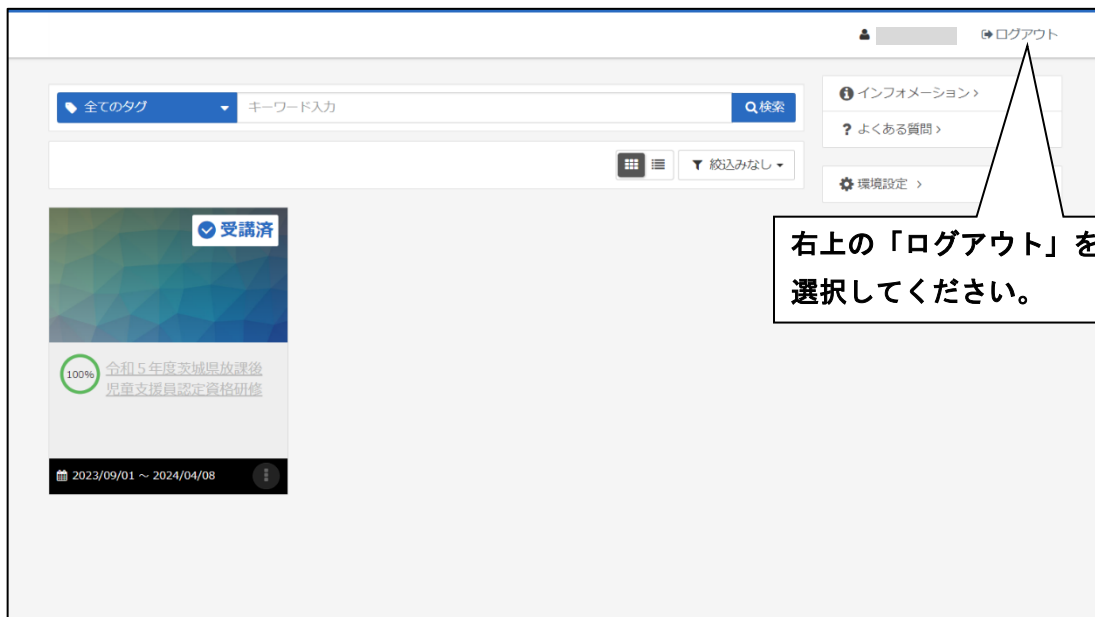 ログアウト
全てのタグ
キーワード入力
検索
インフォメーション
よくある質問
絞込みなし
環境設定
右上の「ログアウト」を
選択してください。
受講済
100%
令和5年度茨城県放課後
児童支援員認定資格研修
2023/09/01 ～ 2024/04/08